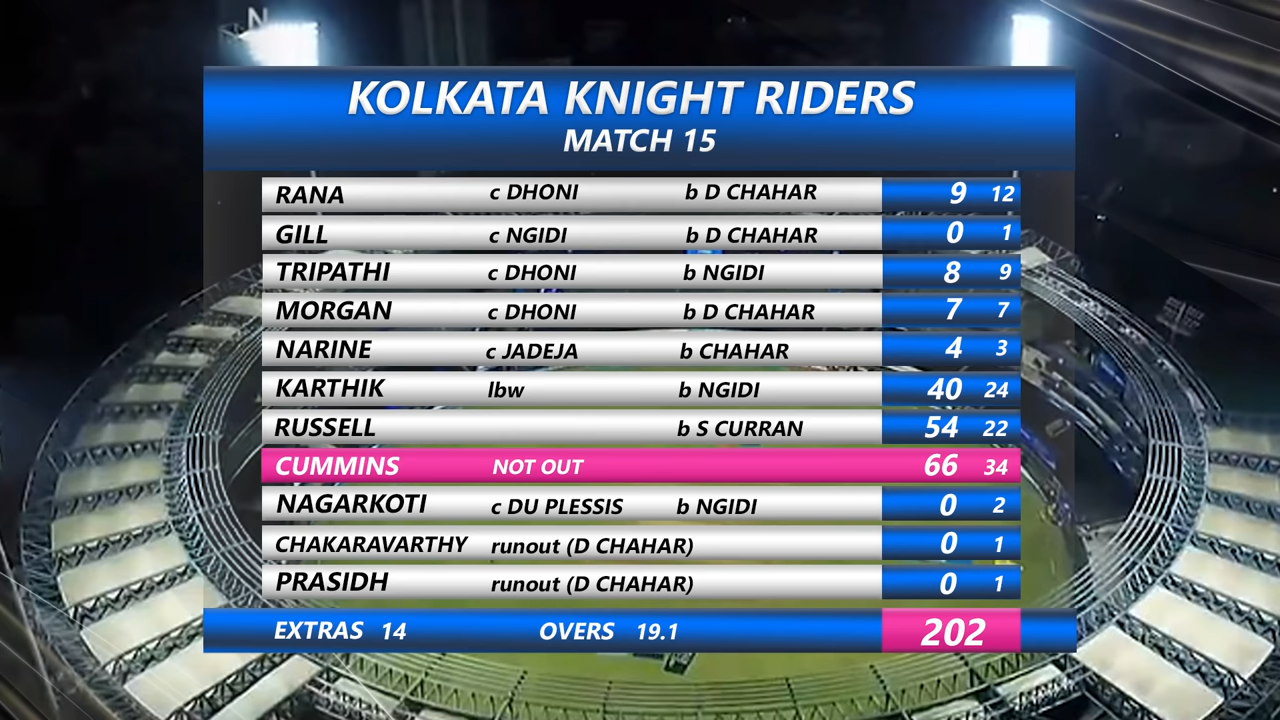 N
KOLKATA KNIGHT RIDERS
MATCH 15
RANA c DHONI b D CHAHAR 9 12
GILL c NGIDI b D CHAHAR 0 1
TRIPATHI c DHONI b NGIDI 8 9
MORGAN c DHONI b D CHAHAR 7 7
NARINE c JADEJA b CHAHAR 4 3
KARTHIK lbw b NGIDI 40 24
RUSSELL b S CURRAN 54 22
CUMMINS NOT OUT 66 34
NAGARKOTI c DU PLESSIS b NGIDI 0 2
CHAKARAVARTHY runout (D CHAHAR) 0 1
PRASIDH runout (D CHAHAR) 0 1
EXTRAS 14 OVERS 19.1 202